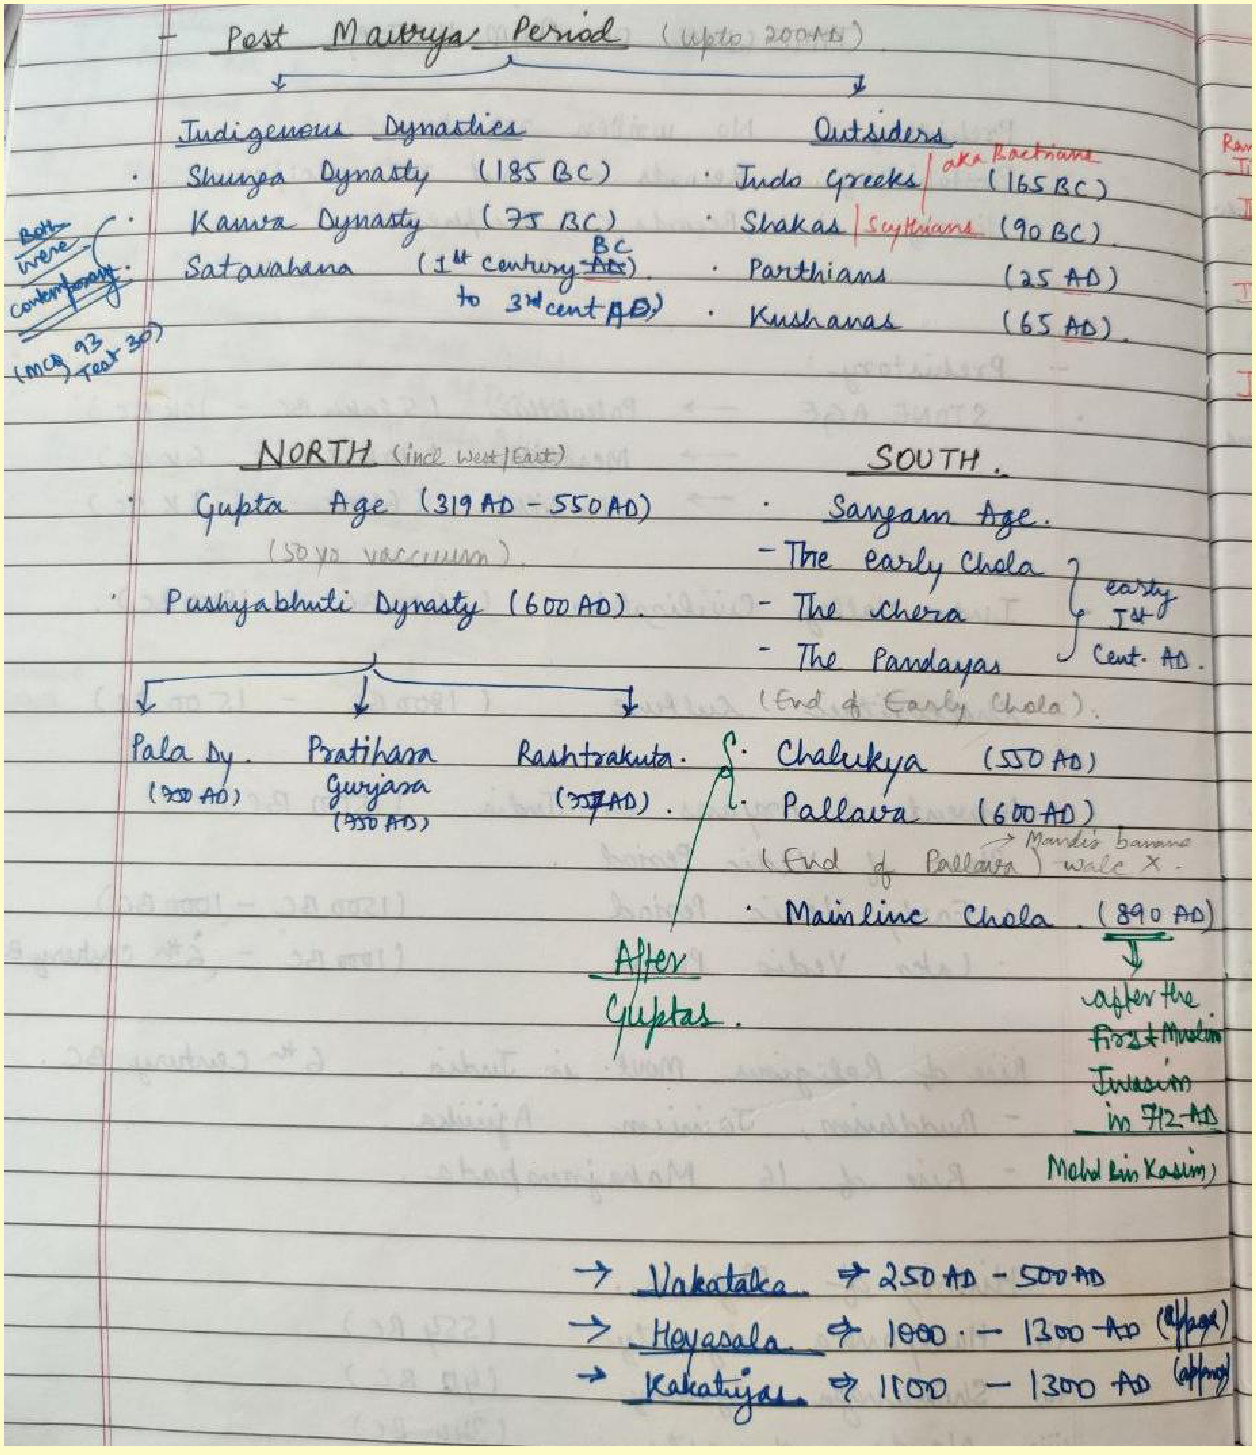 - Post Maurya Period (upto 200AD)
Indigenous Dynasties
· Shunga Dynasty (185 BC)
· Kanva Dynasty (75 BC)
Satavahana (1st century AD BC)
to 3rd cent AD)
Both
were
contemporary.
(MCQ 93
Test 30)
Outsiders
· Indo Greeks / aka Bactrians (165 BC)
· Shakas | Scythians (90 BC)
· Parthians (25 AD)
· Kushanas (65 AD).
NORTH (incl West/East)
· Gupta Age (319 AD - 550 AD)
(50 yo vaccuum).
· Pushyabhuti Dynasty (600 AD).
Pala Dy.
(750 AD)
Pratihara
Gurjara
(750 AD)
Rashtrakuta.
SOUTH.
· Sangam Age.
- The early Chola
- The Chera
- The Pandayas
early
Ist
Cent. AD.
(End of Early Chola).
· Chalukya (550 AD)
· Pallava (600 AD)
(End of Pallava) → Mandir banane
wale X.
· Mainline Chola (890 AD)
After
Guptas.
after the
first Muslim
Invasion
in 712 AD
Mohd bin Kasim)
→ Vakataka ⇒ 250 AD - 500 AD
→ Hoyasala ⇒ 1000 - 1300 AD (approx)
→ Kakatiyas ⇒ 1100 - 1300 AD (approx)